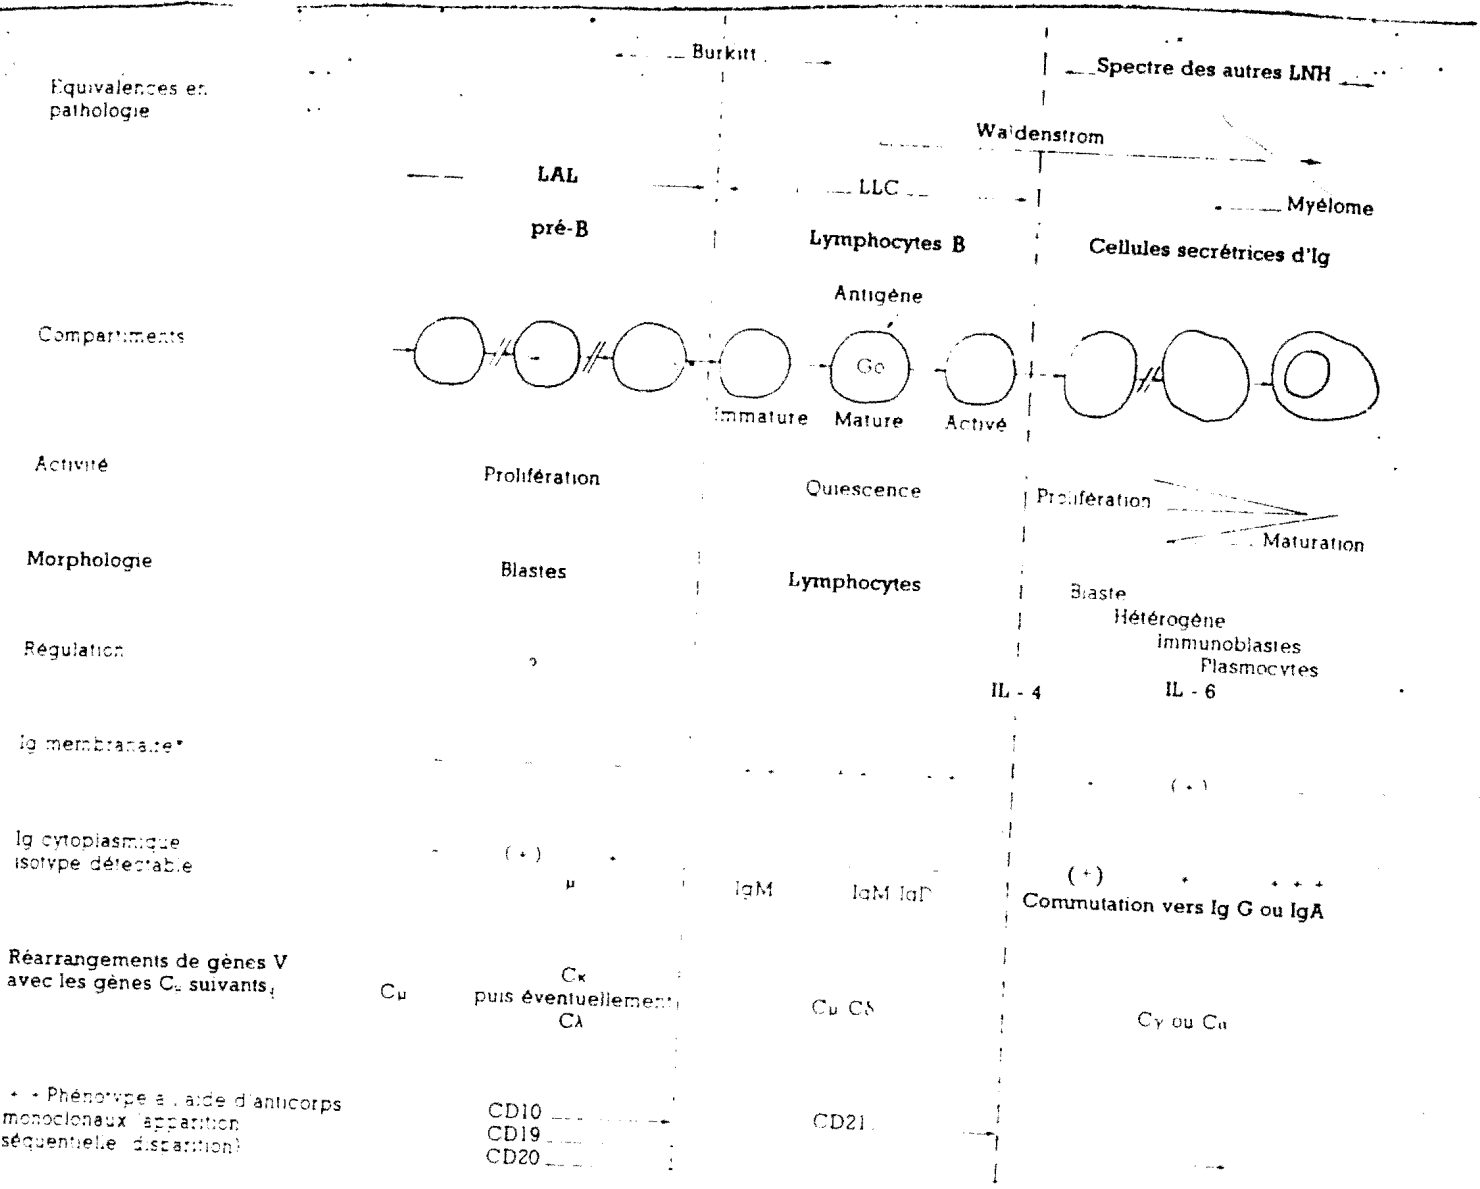 Burkitt
Spectre des autres LNH
Equivalences en
pathologie
Waldenstrom
LAL
LLC
Myélome
pré-B
Lymphocytes B
Cellules secrétrices d'Ig
Antigène
Compartiments
Go
Immature Mature Activé
Activité
Prolifération
Quiescence
Prolifération
Maturation
Morphologie
Blastes
Lymphocytes
Blaste
Hétérogène
immunoblastes
Plasmocytes
Régulation
?
IL - 4
IL - 6
Ig membranaire*
- - - + + + + + + + (+) -
Ig cytoplasmique
isotype détectable
- (+) +
μ
IgM
IgM IgD
(+) + + + +
Commutation vers Ig G ou IgA
Réarrangements de gènes V
avec les gènes C suivants
Cμ
Cκ
puis éventuellement
Cλ
Cμ Cδ
Cγ ou Cα
+ + Phénotype à l'aide d'anticorps
monoclonaux apparition
séquentielle disparition)
CD10
CD19
CD20
CD21